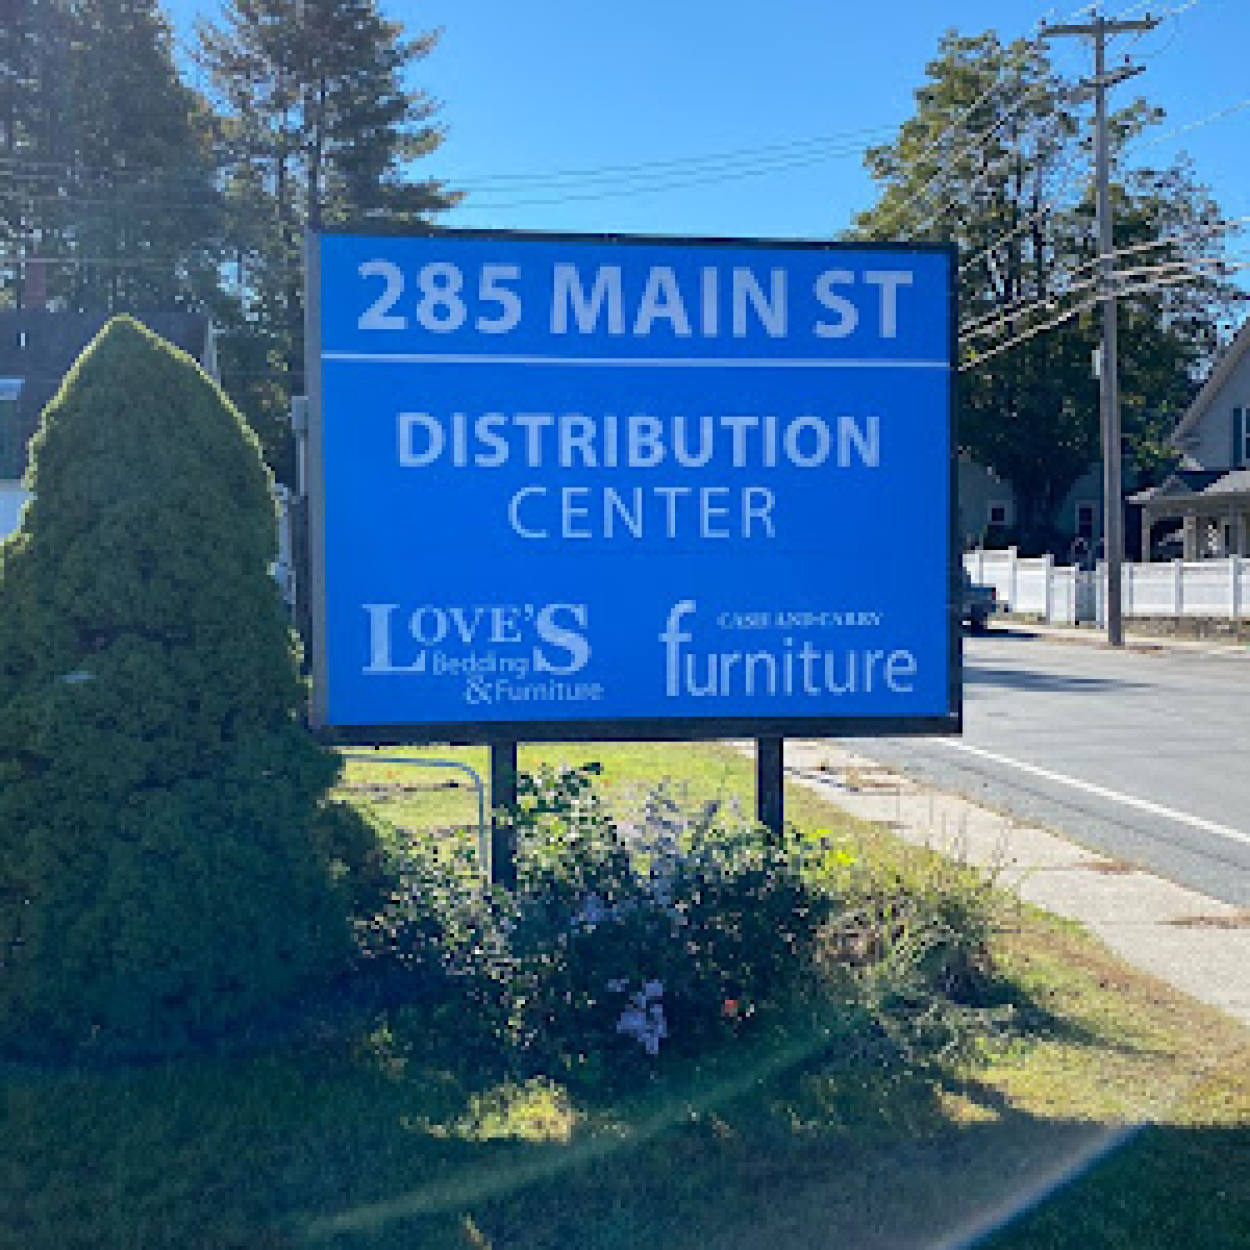 285 MAIN ST
DISTRIBUTION
CENTER
LOVE'S
Bedding
& Furniture
CASH AND CARRY
furniture